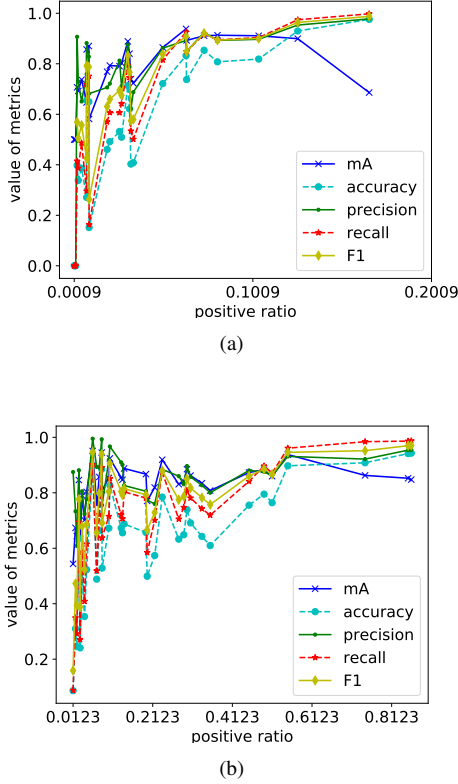 1.0
0.8
0.6
0.4
0.2
0.0
value of metrics
mA
accuracy
precision
recall
F1
0.0009 0.1009 0.2009
positive ratio
(a)
1.0
0.8
0.6
0.4
0.2
value of metrics
mA
accuracy
precision
recall
F1
0.0123 0.2123 0.4123 0.6123 0.8123
positive ratio
(b)